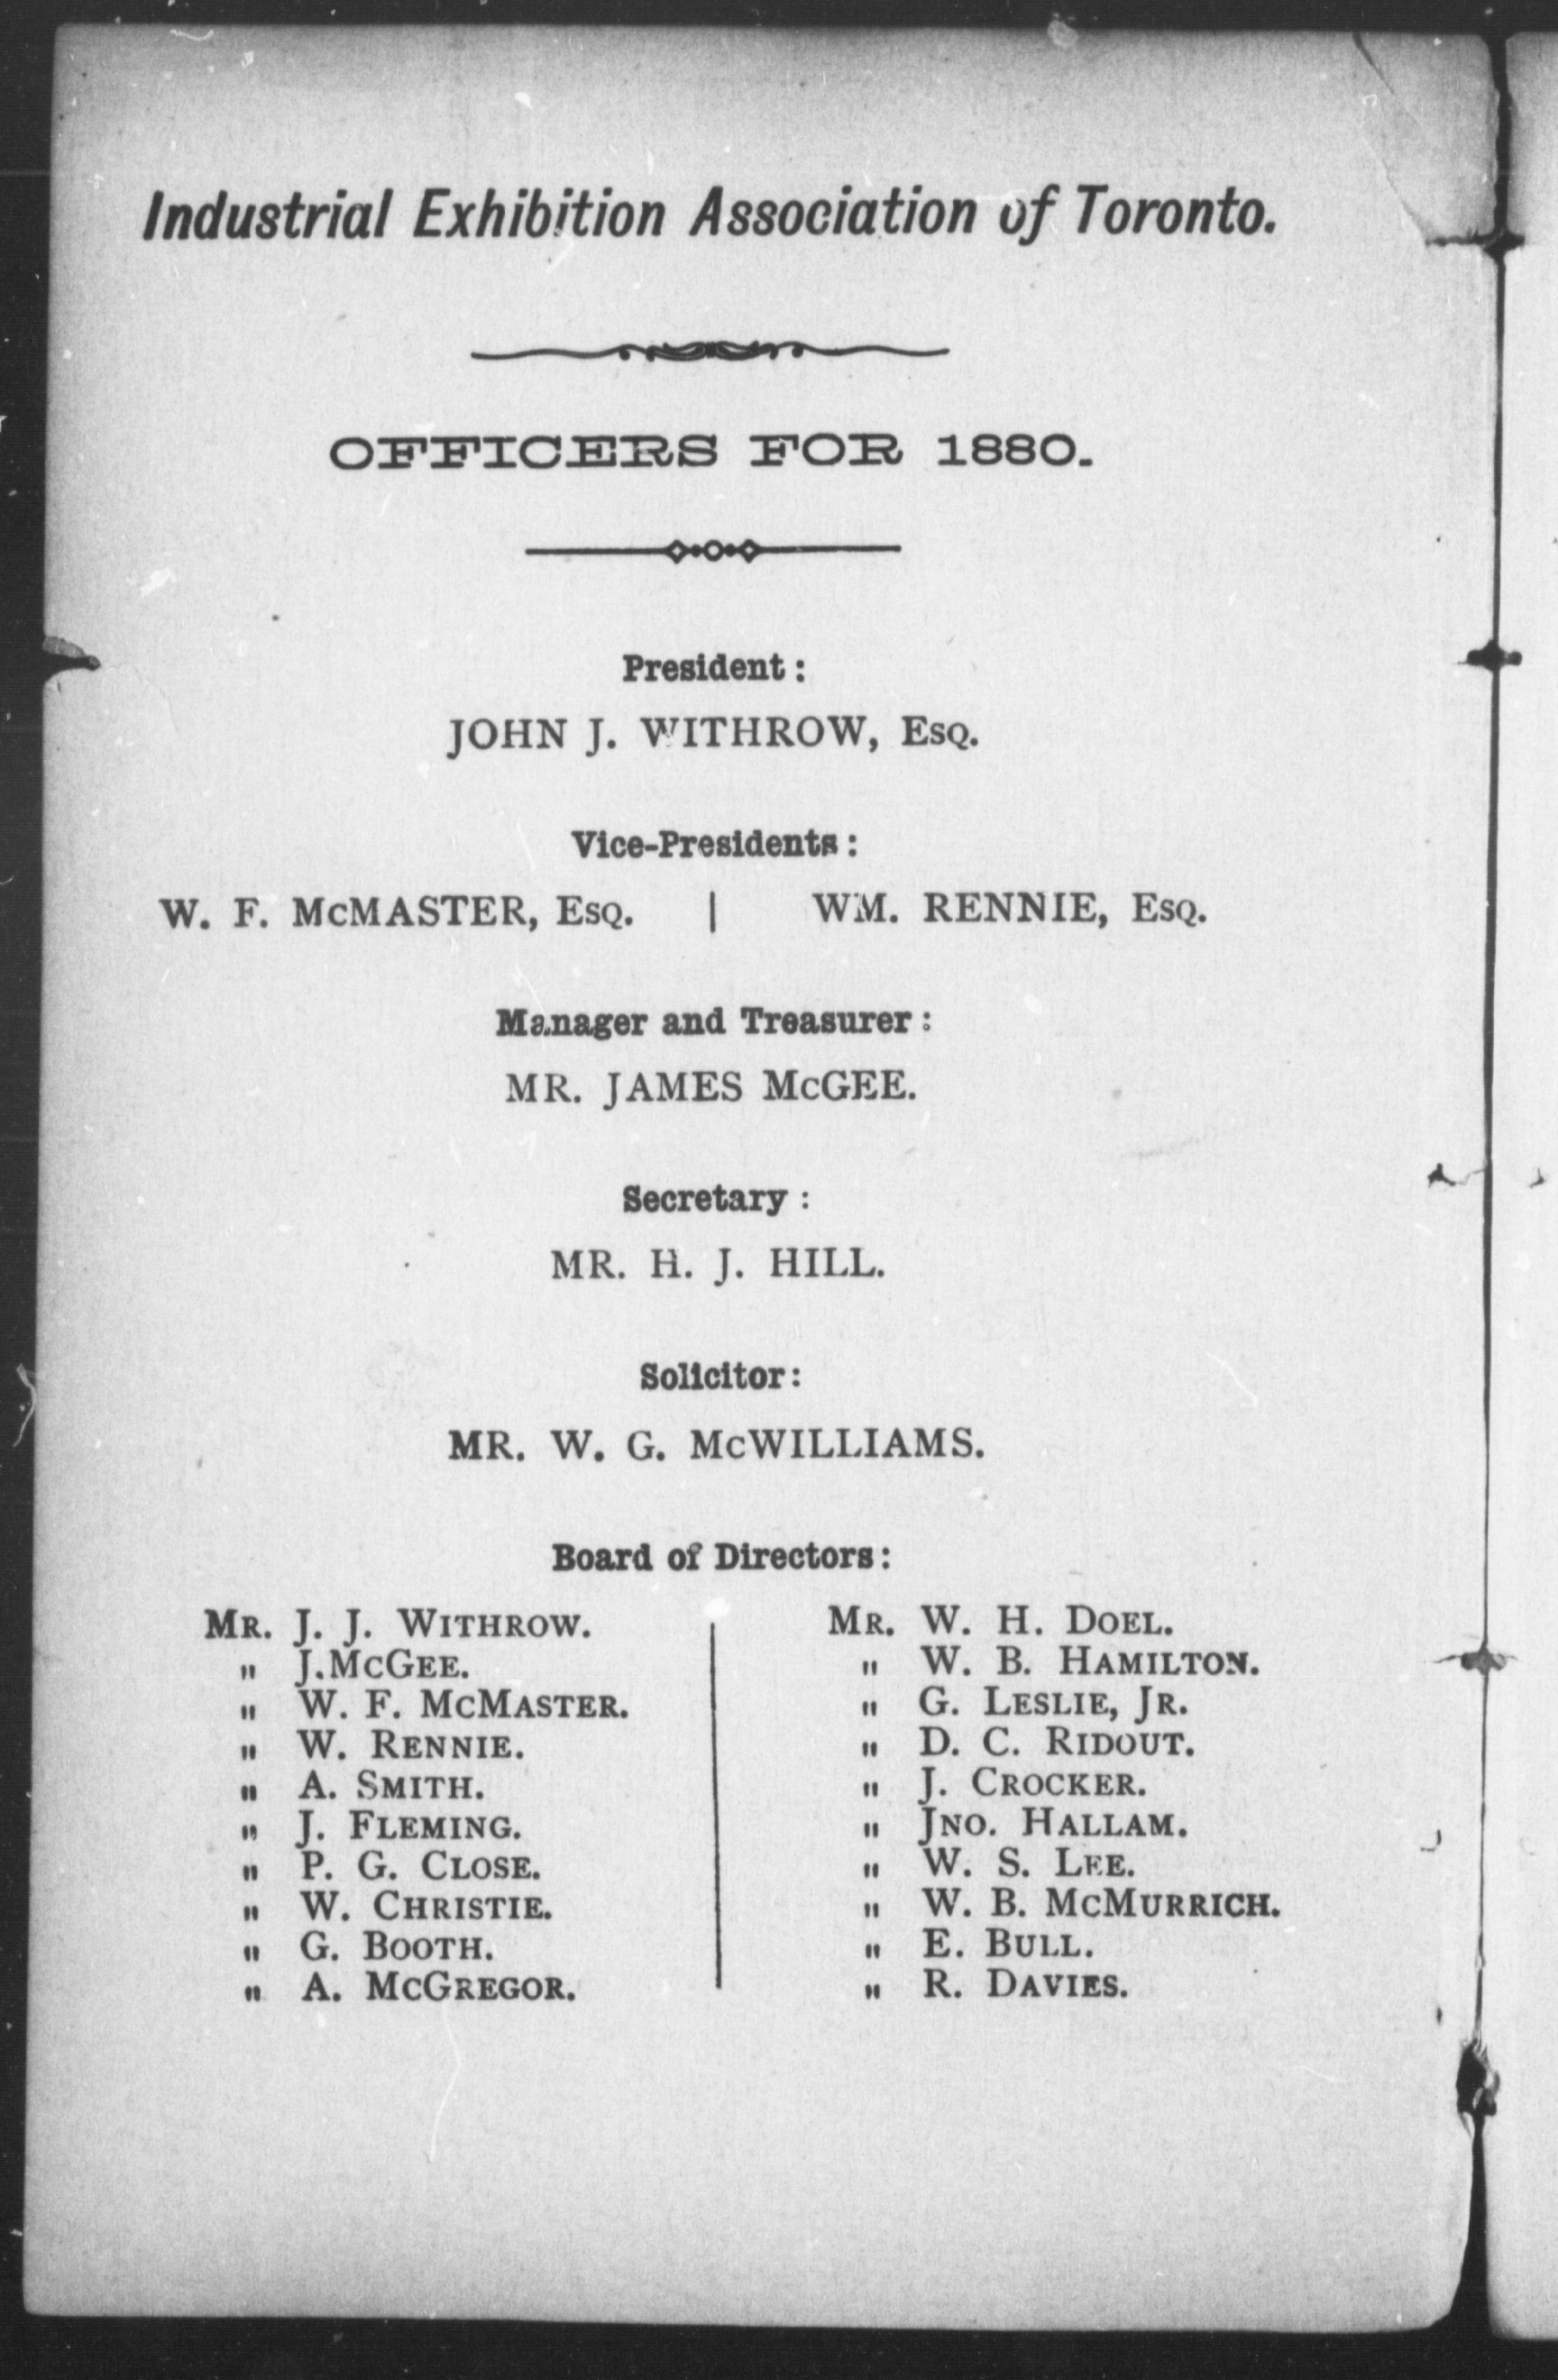 Industrial Exhibition Association of Toronto.
OFFICERS FOR 1880.
President:
JOHN J. WITHROW, ESQ.
Vice-Presidents:
W. F. McMASTER, ESQ. | WM. RENNIE, ESQ.
Manager and Treasurer:
MR. JAMES McGEE.
Secretary:
MR. H. J. HILL.
Solicitor:
MR. W. G. McWILLIAMS.
Board of Directors:
MR. J. J. WITHROW.
" J. McGEE.
" W. F. McMASTER.
" W. RENNIE.
" A. SMITH.
" J. FLEMING.
" P. G. CLOSE.
" W. CHRISTIE.
" G. BOOTH.
" A. McGREGOR.
MR. W. H. DOEL.
" W. B. HAMILTON.
" G. LESLIE, JR.
" D. C. RIDOUT.
" J. CROCKER.
" JNO. HALLAM.
" W. S. LEE.
" W. B. McMURRICH.
" E. BULL.
" R. DAVIES.